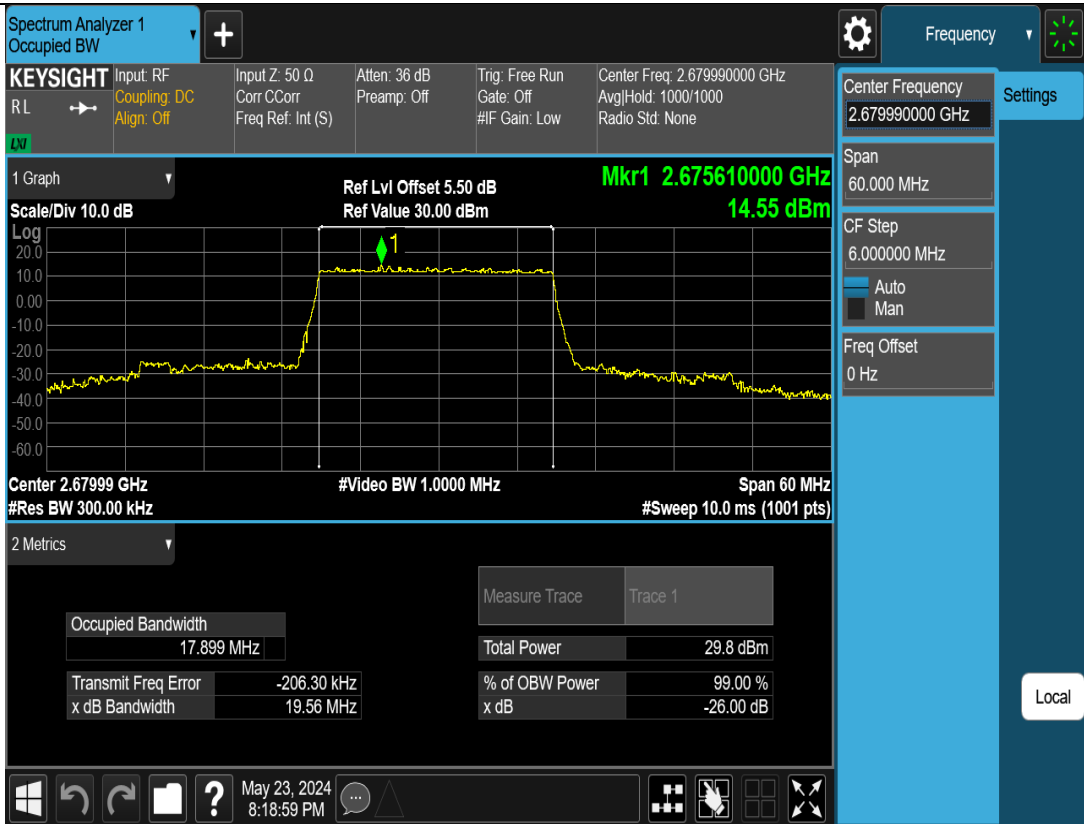 Spectrum Analyzer 1
Occupied BW
+
Frequency
KEYSIGHT
R L
LXI
Input: RF
Coupling: DC
Align: Off
Input Z: 50 Ω
Corr CCorr
Freq Ref: Int (S)
Atten: 36 dB
Preamp: Off
Trig: Free Run
Gate: Off
#IF Gain: Low
Center Freq: 2.679990000 GHz
Avg|Hold: 1000/1000
Radio Std: None
Center Frequency
2.679990000 GHz
Settings
Span
60.000 MHz
CF Step
6.000000 MHz
Auto
Man
Freq Offset
0 Hz
Local
1 Graph
Scale/Div 10.0 dB
Ref Lvl Offset 5.50 dB
Ref Value 30.00 dBm
Mkr1 2.675610000 GHz
14.55 dBm
Log
1
20.0
10.0
0.00
-10.0
-20.0
-30.0
-40.0
-50.0
-60.0
Center 2.67999 GHz
#Video BW 1.0000 MHz
Span 60 MHz
#Res BW 300.00 kHz
#Sweep 10.0 ms (1001 pts)
2 Metrics
Measure Trace
Trace 1
Occupied Bandwidth
17.899 MHz
Total Power
29.8 dBm
Transmit Freq Error
-206.30 kHz
% of OBW Power
99.00 %
x dB Bandwidth
19.56 MHz
x dB
-26.00 dB
?
May 23, 2024
8:18:59 PM